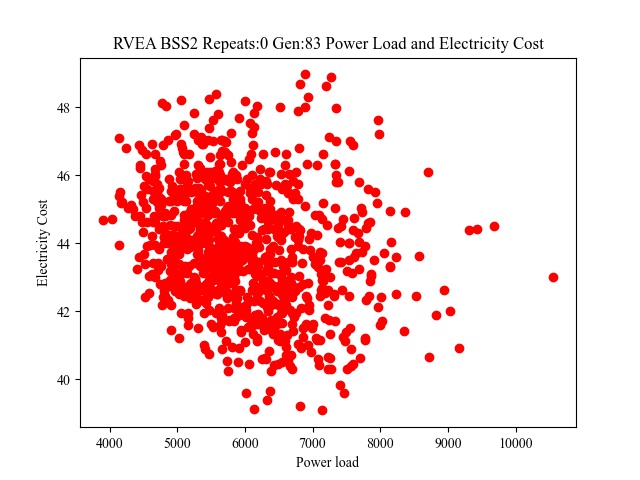 RVEA BSS2 Repeats:0 Gen:83 Power Load and Electricity Cost
48
46
44
42
40
Electricity Cost
4000 5000 6000 7000 8000 9000 10000
Power load